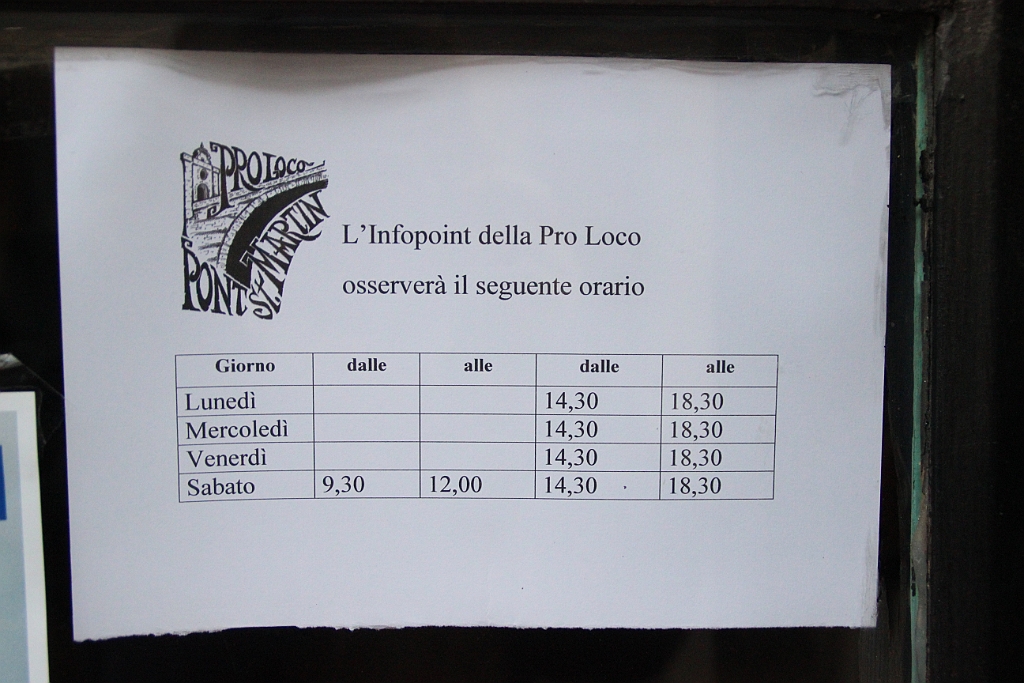 PRO LOCO
PONT St MARTIN
L'Infopoint della Pro Loco
osserverà il seguente orario
Giorno dalle alle dalle alle
Lunedì 14,30 18,30
Mercoledì 14,30 18,30
Venerdì 14,30 18,30
Sabato 9,30 12,00 14,30 18,30